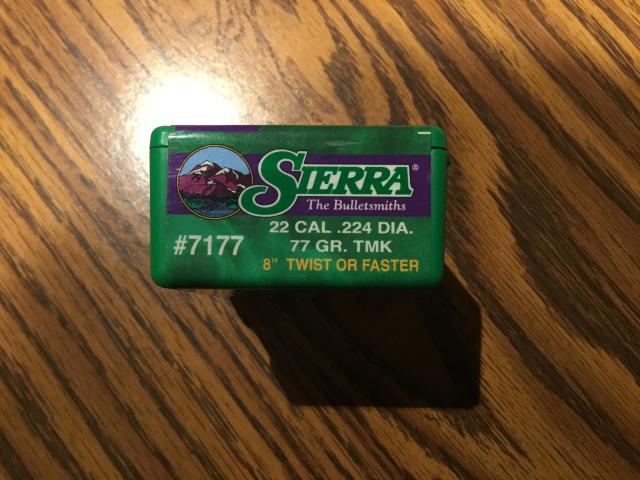 SIERRA®
The Bulletsmiths
22 CAL .224 DIA.
#7177 77 GR. TMK
8" TWIST OR FASTER